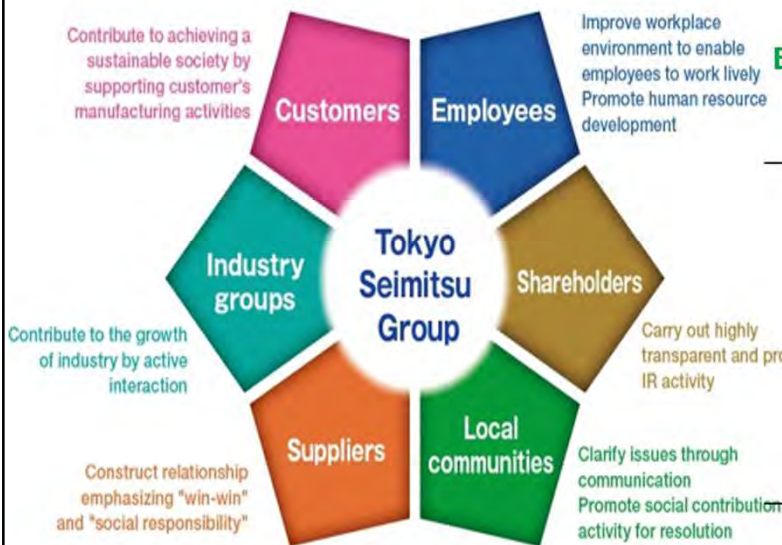 Contribute to achieving a
sustainable society by
supporting customer's
manufacturing activities
Customers
Employees
Improve workplace
environment to enable
employees to work lively
Promote human resource
development
Industry
groups
Contribute to the growth
of industry by active
interaction
Tokyo
Seimitsu
Group
Shareholders
Carry out highly
transparent and
IR activity
Suppliers
Construct relationship
emphasizing "win-win"
and "social responsibility"
Local
communities
Clarify issues through
communication
Promote social contribution
activity for resolution